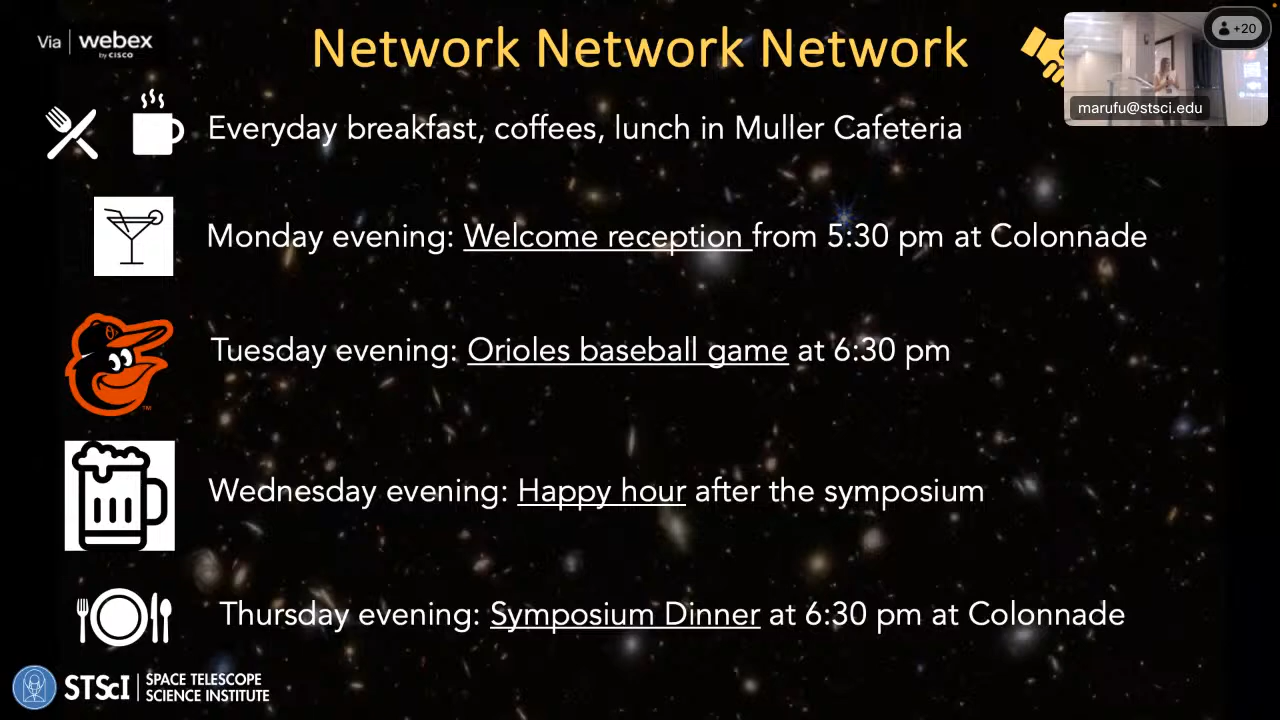 Via webex
by CISCO
Network Network Network
+20
marufu@stsci.edu
Everyday breakfast, coffees, lunch in Muller Cafeteria
Monday evening: Welcome reception from 5:30 pm at Colonnade
Tuesday evening: Orioles baseball game at 6:30 pm
TM
Wednesday evening: Happy hour after the symposium
Thursday evening: Symposium Dinner at 6:30 pm at Colonnade
STScI
SPACE TELESCOPE
SCIENCE INSTITUTE